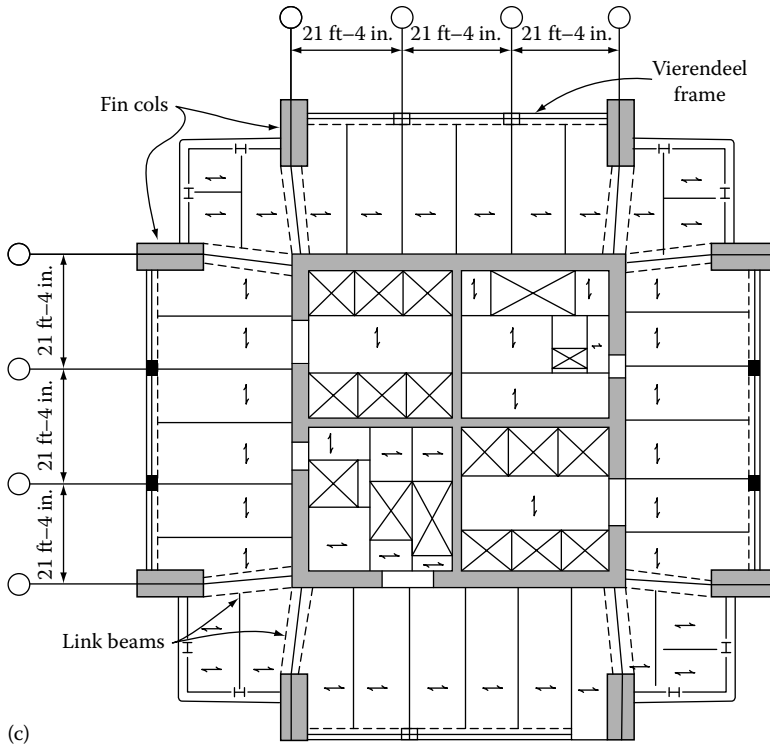 21 ft–4 in. 21 ft–4 in. 21 ft–4 in.
Vierendeel
frame
Fin cols
21 ft–4 in.
21 ft–4 in.
21 ft–4 in.
Link beams
(c)